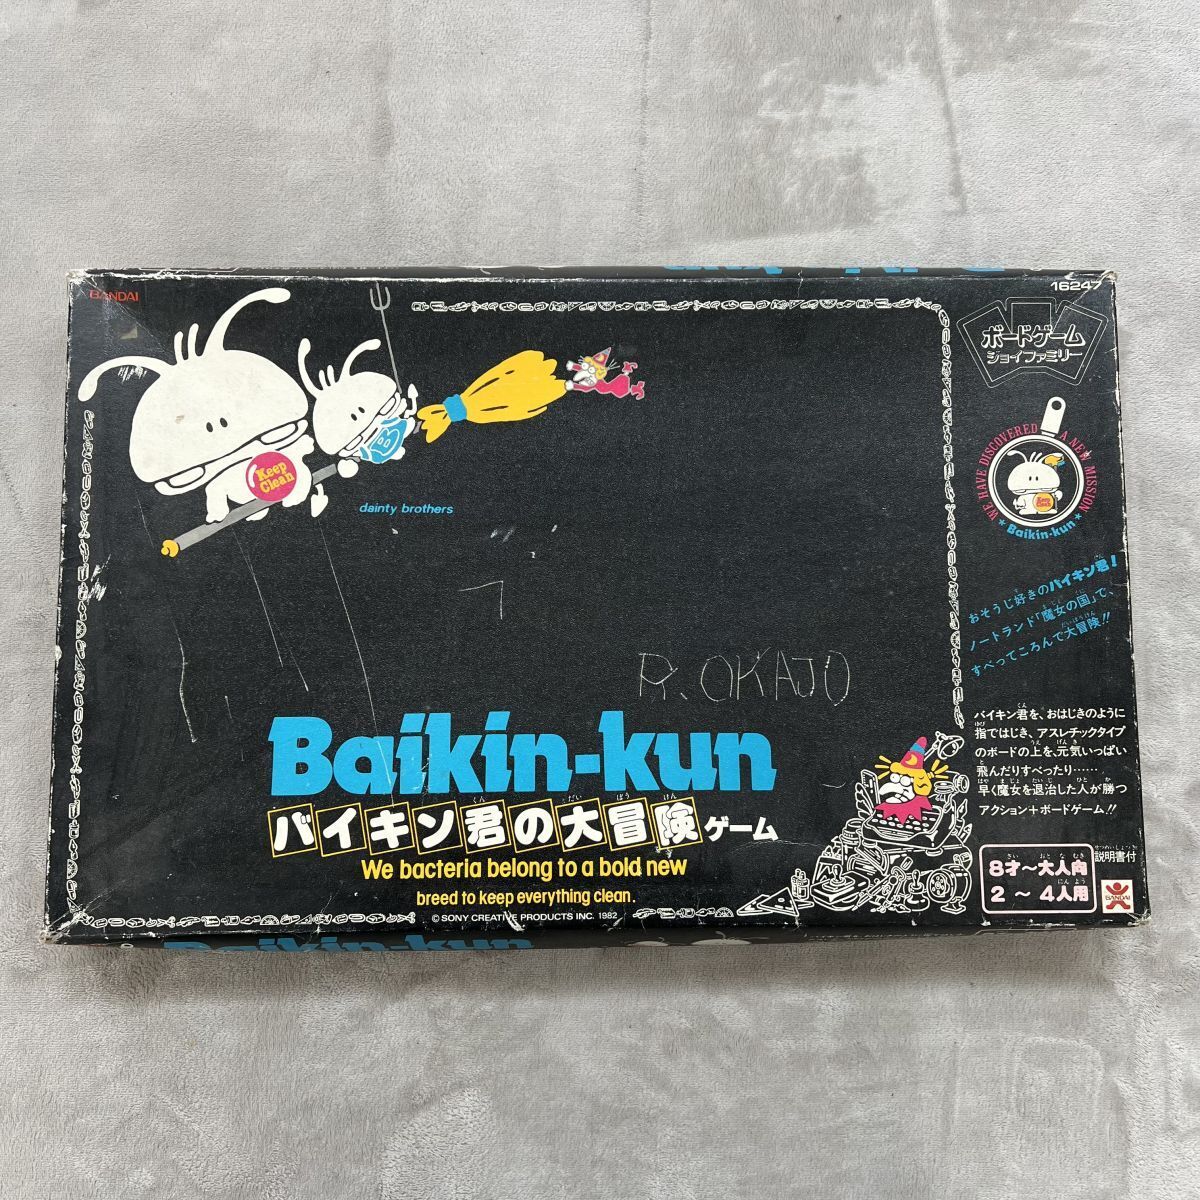 BANDAI
16247
ボードゲーム
ジョイファミリー
Keep
Clean
B
dainty brothers
WE HAVE DISCOVERED A NEW MISSION
Baikin-kun
おそうじ好きのバイキン君!
ノートランド「魔女の国」で、
すべってころんで大冒険!!
R. OKAJO
バイキン君を、おはじきのように
指ではじき、アスレチックタイプ
のボードの上を、元気いっぱい
飛んだりすべったり……
早く魔女を退治した人が勝つ
アクション+ボードゲーム!!
Baikin-kun
バイキン君の大冒険ゲーム
We bacteria belong to a bold new
breed to keep everything clean.
© SONY CREATIVE PRODUCTS INC. 1982
8才～大人向
2～4人用
説明書付
BANDAI
Baikin-kun